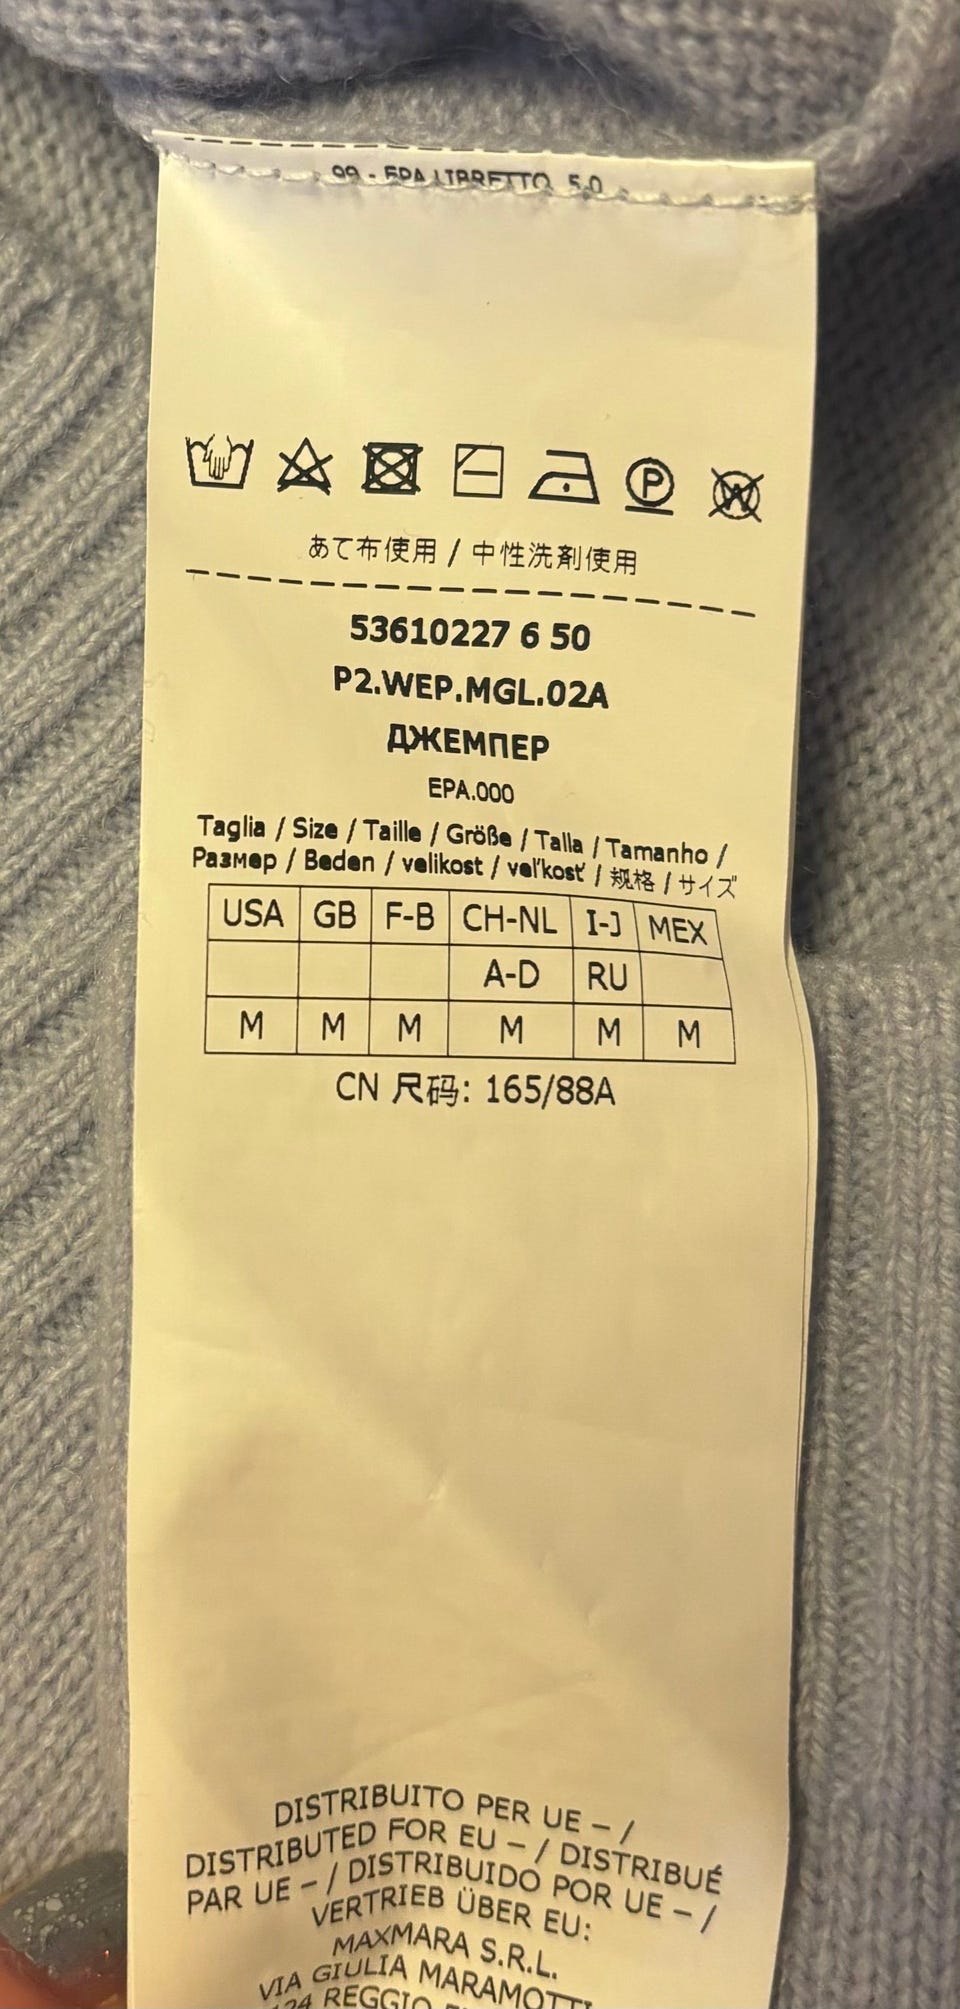 99 - EPA LIBRETTO 5.0
P W
あて布使用 / 中性洗剤使用
53610227 6 50
P2.WEP.MGL.02A
ДЖЕМПЕР
EPA.000
Taglia / Size / Taille / Größe / Talla / Tamanho /
Размер / Beden / velikost / veľkosť / 规格 / サイズ
USA GB F-B CH-NL I-J MEX
A-D RU
M M M M M M
CN 尺码: 165/88A
DISTRIBUITO PER UE – /
DISTRIBUTED FOR EU – / DISTRIBUÉ
PAR UE – / DISTRIBUIDO POR UE – /
VERTRIEB ÜBER EU:
MAXMARA S.R.L.
VIA GIULIA MARAMOTTI
REGGIO